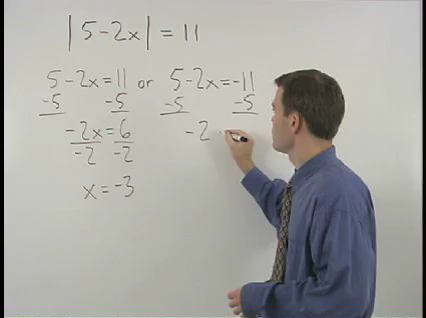 |5-2x| = 11
5-2x=11 or 5-2x=-11
-5 -5 -5 -5
-2x=6 -2
-2 -2
x=-3